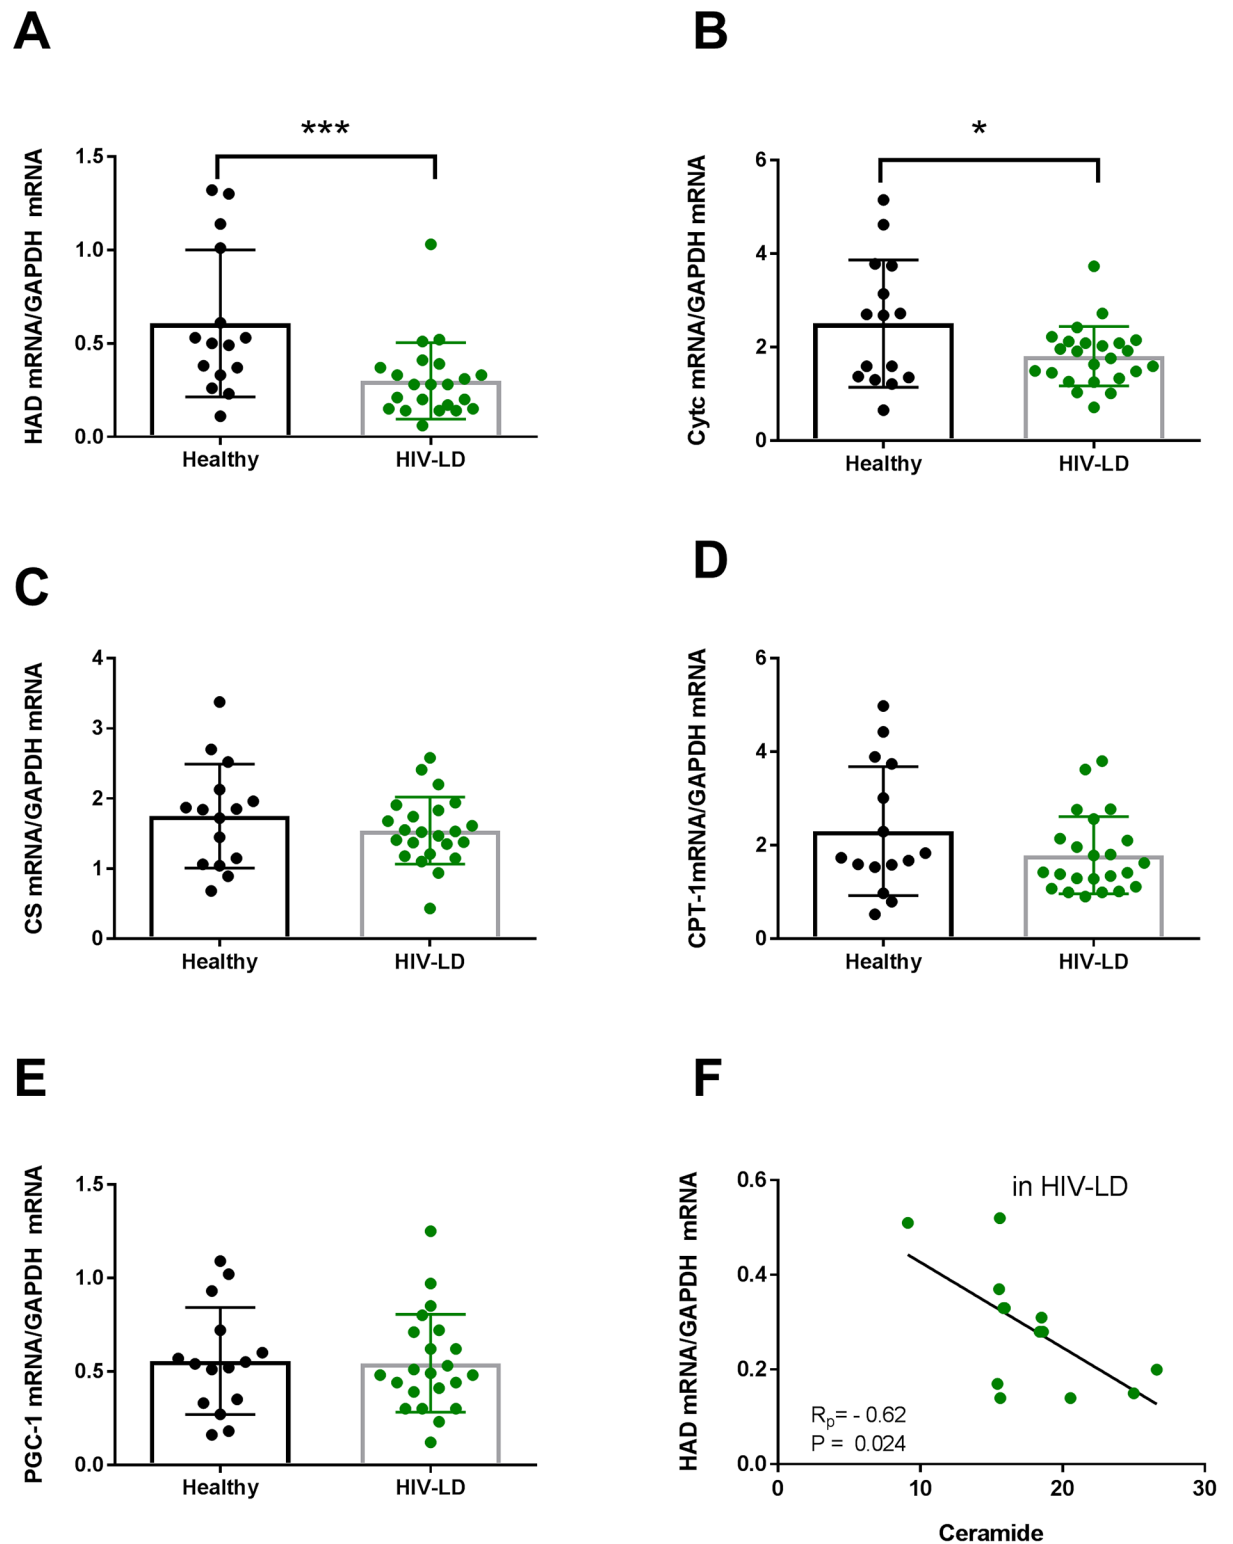 A
***
HAD mRNA/GAPDH mRNA
1.5
1.0
0.5
0.0
Healthy
HIV-LD
B
*
Cytc mRNA/GAPDH mRNA
6
4
2
0
Healthy
HIV-LD
C
CS mRNA/GAPDH mRNA
4
3
2
1
0
Healthy
HIV-LD
D
CPT-1mRNA/GAPDH mRNA
6
4
2
0
Healthy
HIV-LD
E
PGC-1 mRNA/GAPDH mRNA
1.5
1.0
0.5
0.0
Healthy
HIV-LD
F
in HIV-LD
HAD mRNA/GAPDH mRNA
0.6
0.4
0.2
0.0
Rp= - 0.62
P = 0.024
0
10
20
30
Ceramide